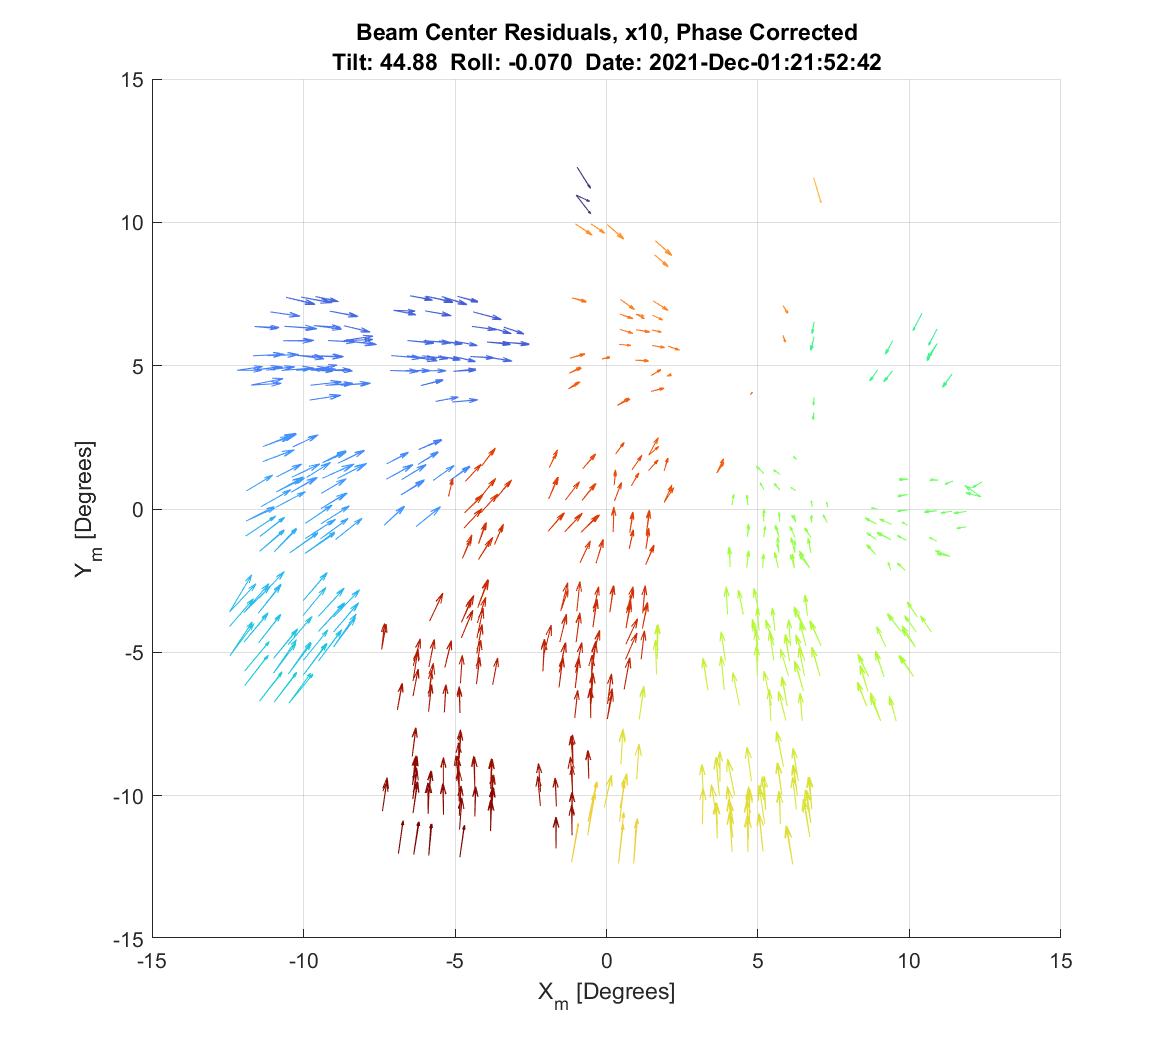 Beam Center Residuals, x10, Phase Corrected
Tilt: 44.88 Roll: -0.070 Date: 2021-Dec-01:21:52:42
15
10
5
0
-5
-10
-15
Y_m [Degrees]
-15 -10 -5 0 5 10 15
X_m [Degrees]